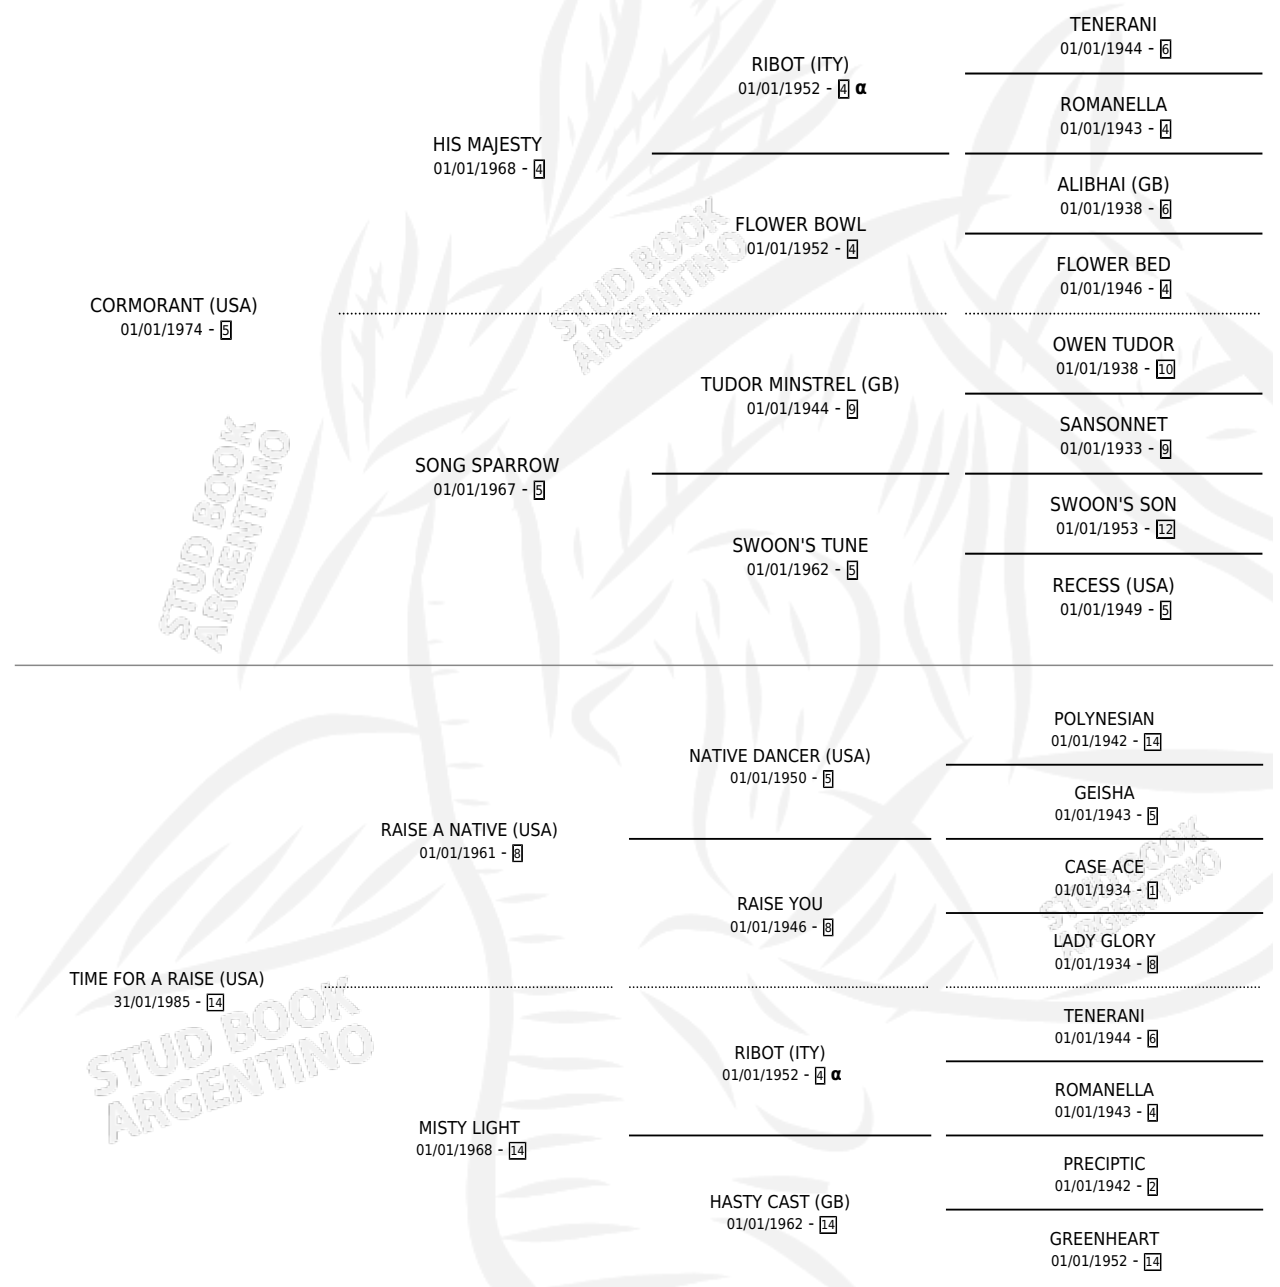 TENERANI
01/01/1944 - 6
RIBOT (ITY)
01/01/1952 - 4 α
ROMANELLA
01/01/1943 - 4
HIS MAJESTY
01/01/1968 - 4
ALIBHAI (GB)
01/01/1938 - 6
FLOWER BOWL
01/01/1952 - 4
FLOWER BED
01/01/1946 - 4
STUD BOOK
ARGENTINO
CORMORANT (USA)
01/01/1974 - 5
OWEN TUDOR
01/01/1938 - 10
TUDOR MINSTREL (GB)
01/01/1944 - 9
SANSONNET
01/01/1933 - 9
SONG SPARROW
01/01/1967 - 5
SWOON'S SON
01/01/1953 - 12
SWOON'S TUNE
01/01/1962 - 5
RECESS (USA)
01/01/1949 - 5
STUD BOOK
ARGENTINO
POLYNESIAN
01/01/1942 - 14
NATIVE DANCER (USA)
01/01/1950 - 5
GEISHA
01/01/1943 - 5
RAISE A NATIVE (USA)
01/01/1961 - 8
CASE ACE
01/01/1934 - 1
RAISE YOU
01/01/1946 - 8
LADY GLORY
01/01/1934 - 8
STUD BOOK
ARGENTINO
TIME FOR A RAISE (USA)
31/01/1985 - 14
TENERANI
01/01/1944 - 6
RIBOT (ITY)
01/01/1952 - 4 α
ROMANELLA
01/01/1943 - 4
STUD BOOK
ARGENTINO
MISTY LIGHT
01/01/1968 - 14
PRECIPTIC
01/01/1942 - 2
HASTY CAST (GB)
01/01/1962 - 14
GREENHEART
01/01/1952 - 14